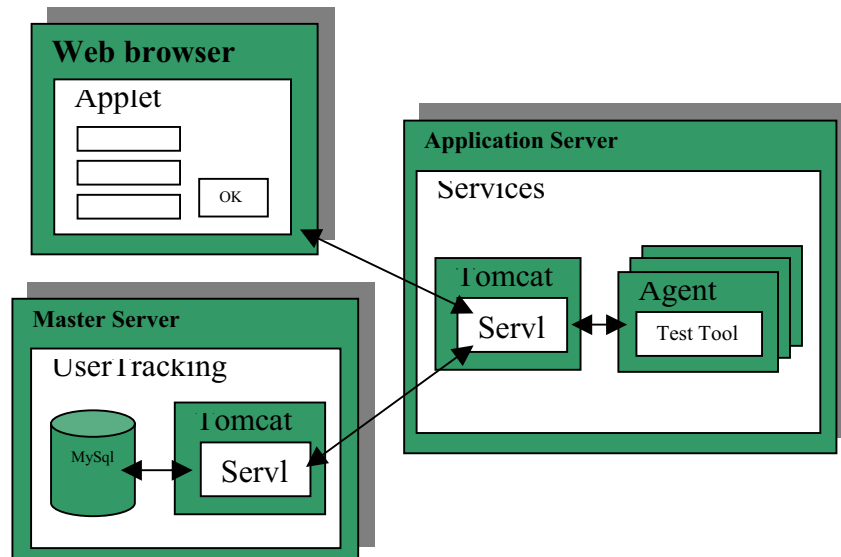 Web browser
Applet
OK
Application Server
Services
Tomcat
Servl
Agent
Test Tool
Master Server
UserTracking
MySql
Tomcat
Servl